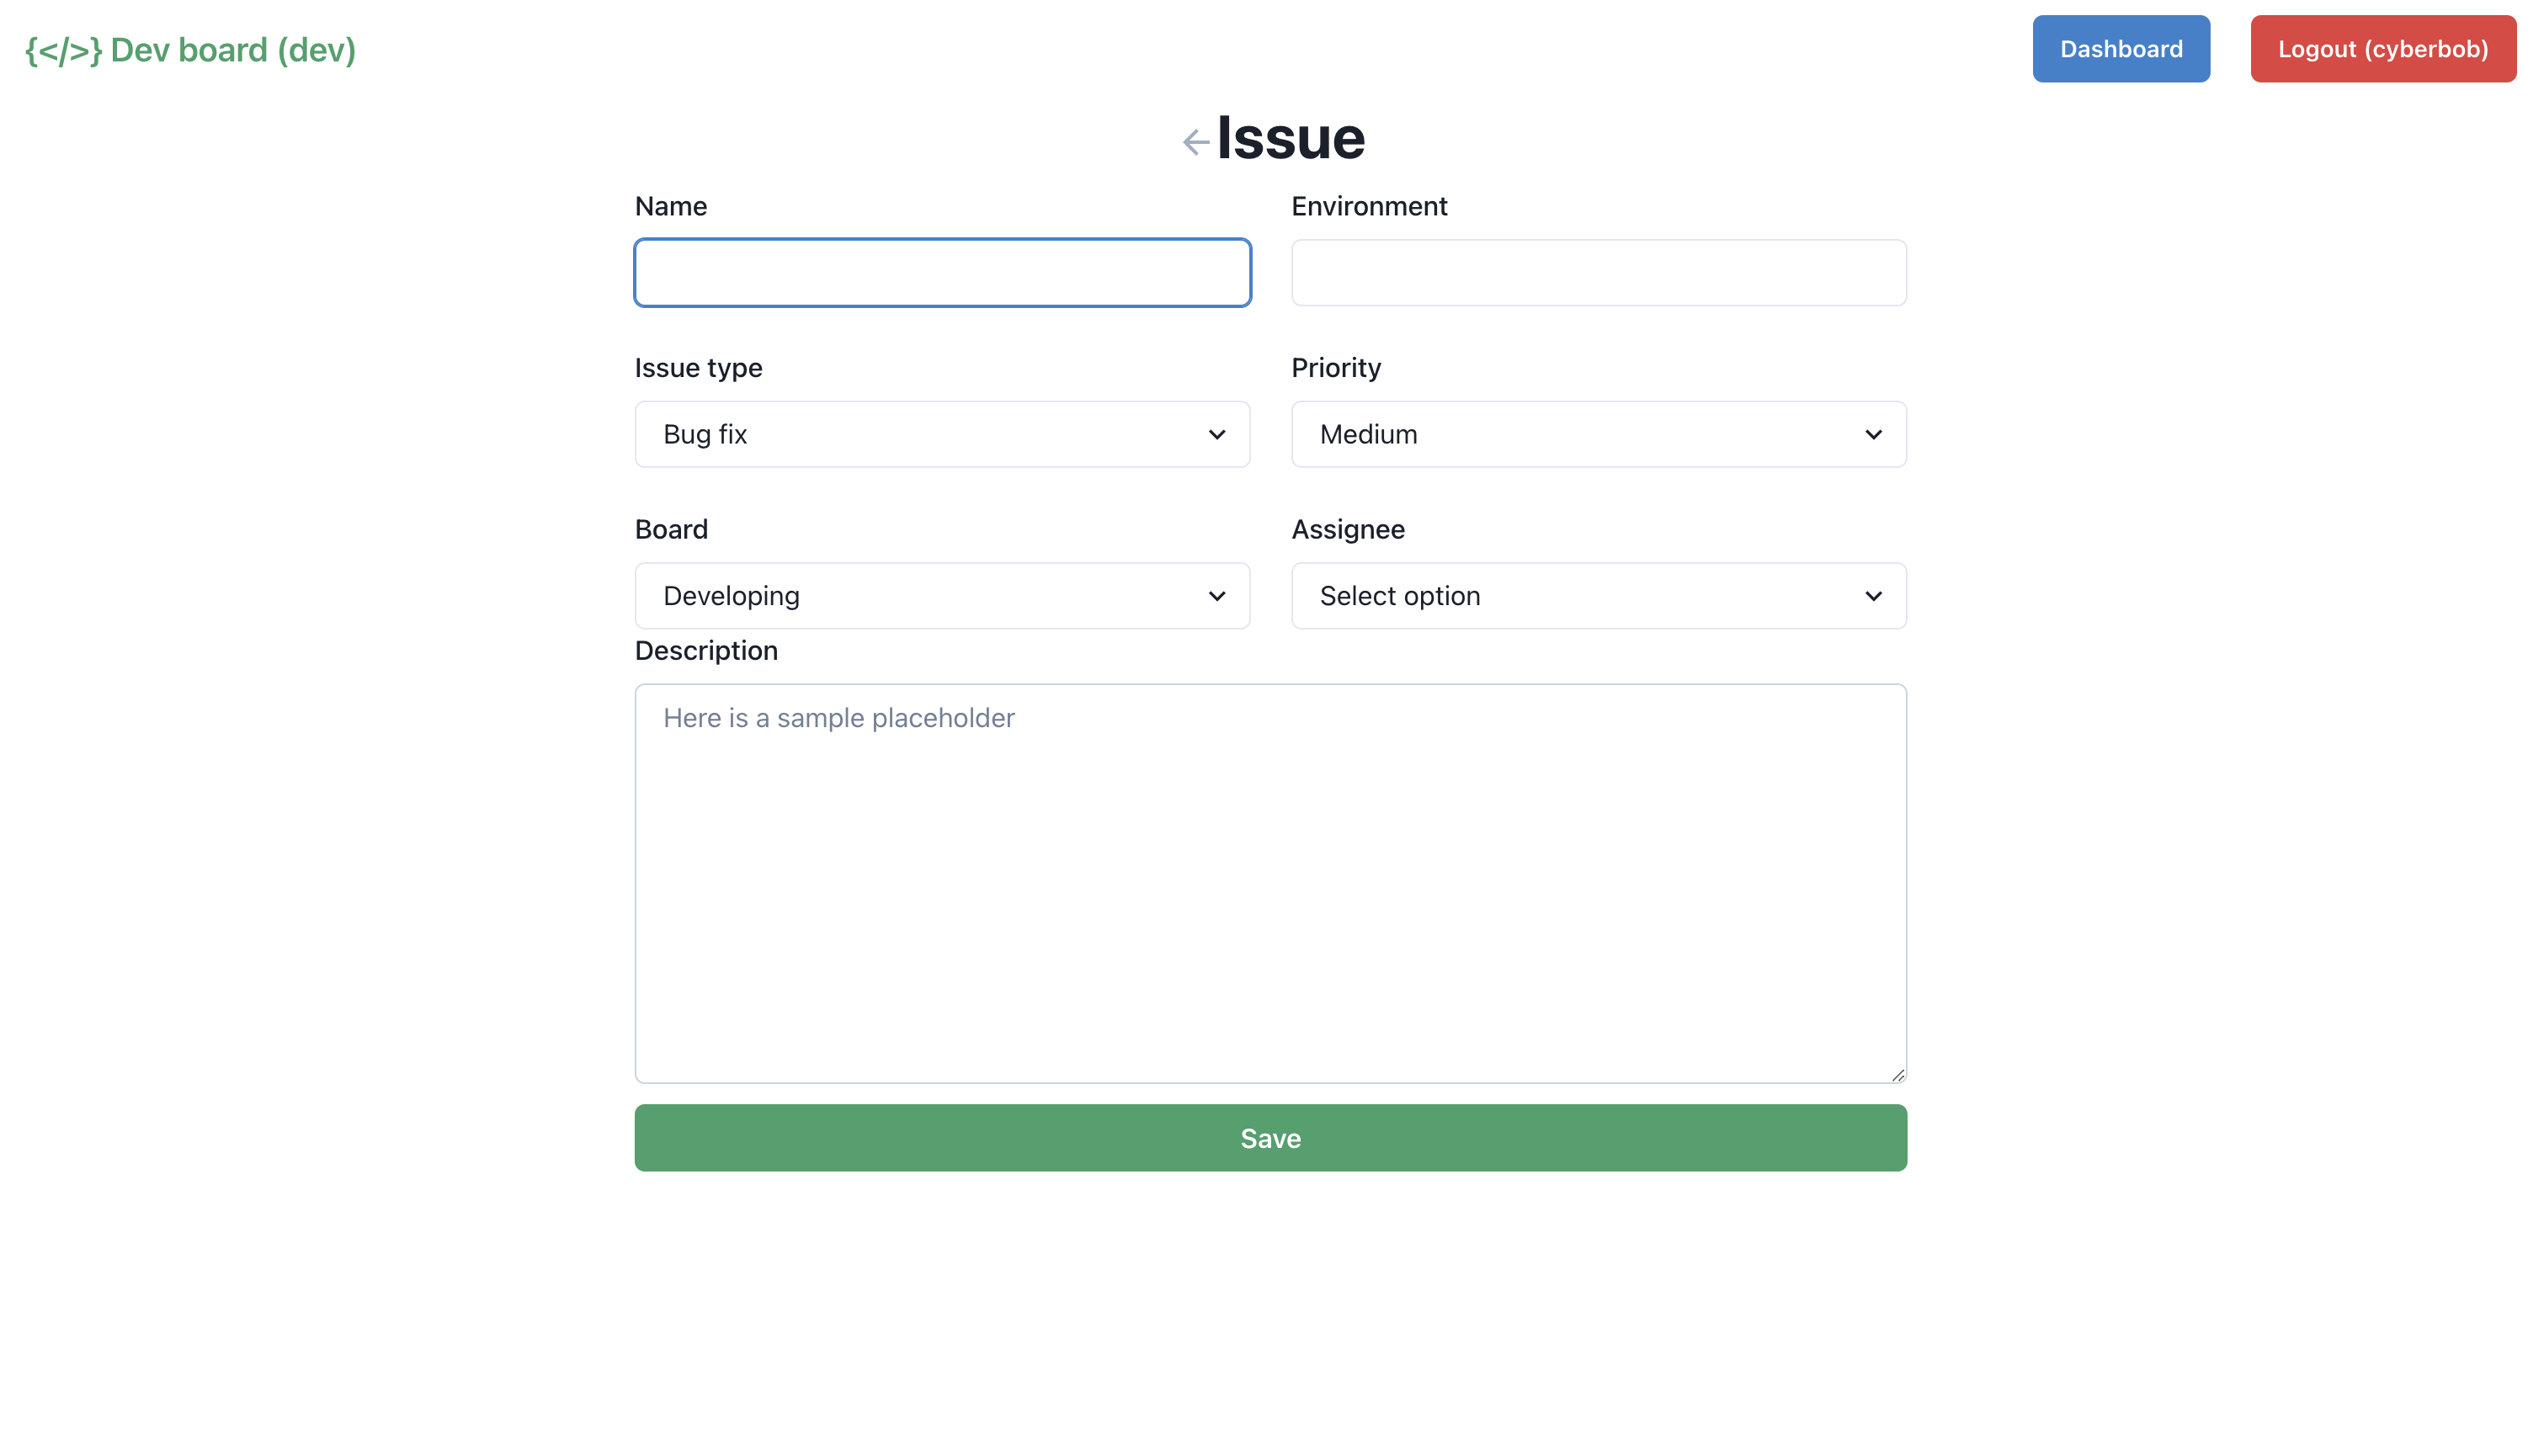 {</>} Dev board (dev)
Dashboard
Logout (cyberbob)
Issue
Name
Environment
Issue type
Priority
Bug fix
Medium
Board
Assignee
Developing
Select option
Description
Here is a sample placeholder
Save